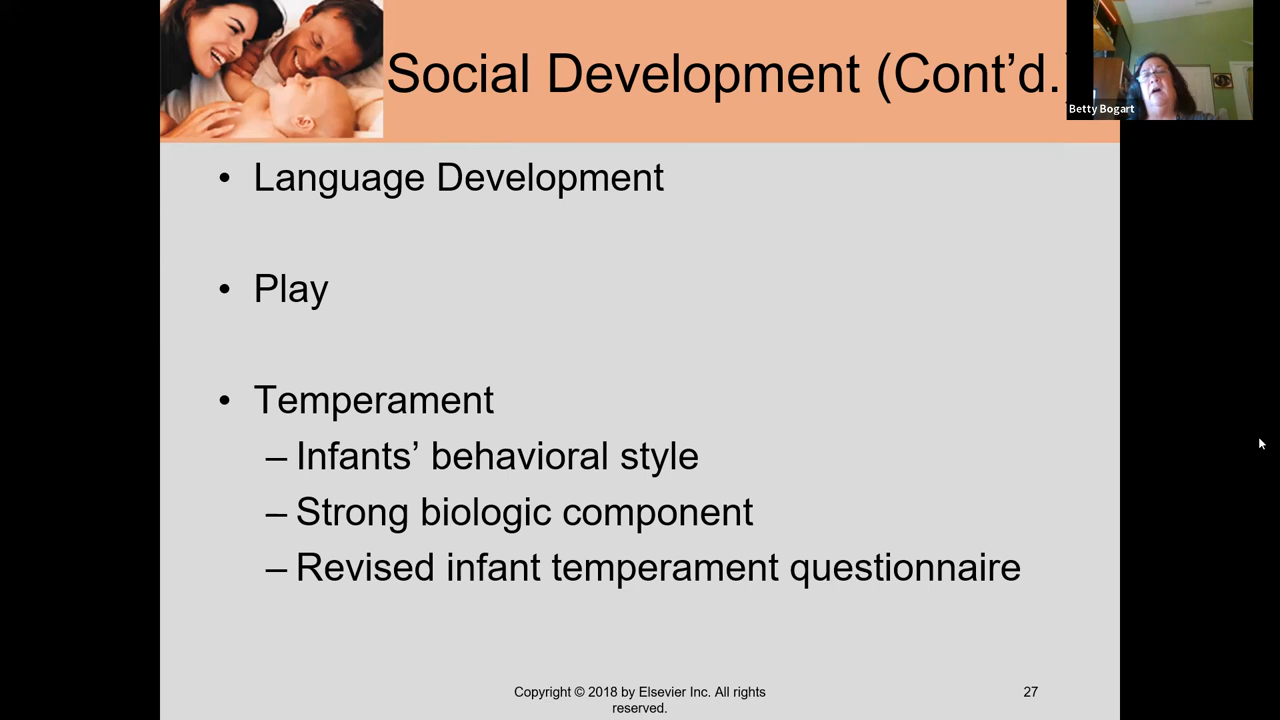 Social Development (Cont’d.)
Betty Bogart
• Language Development
• Play
• Temperament
– Infants’ behavioral style
– Strong biologic component
– Revised infant temperament questionnaire
Copyright © 2018 by Elsevier Inc. All rights
reserved.
27